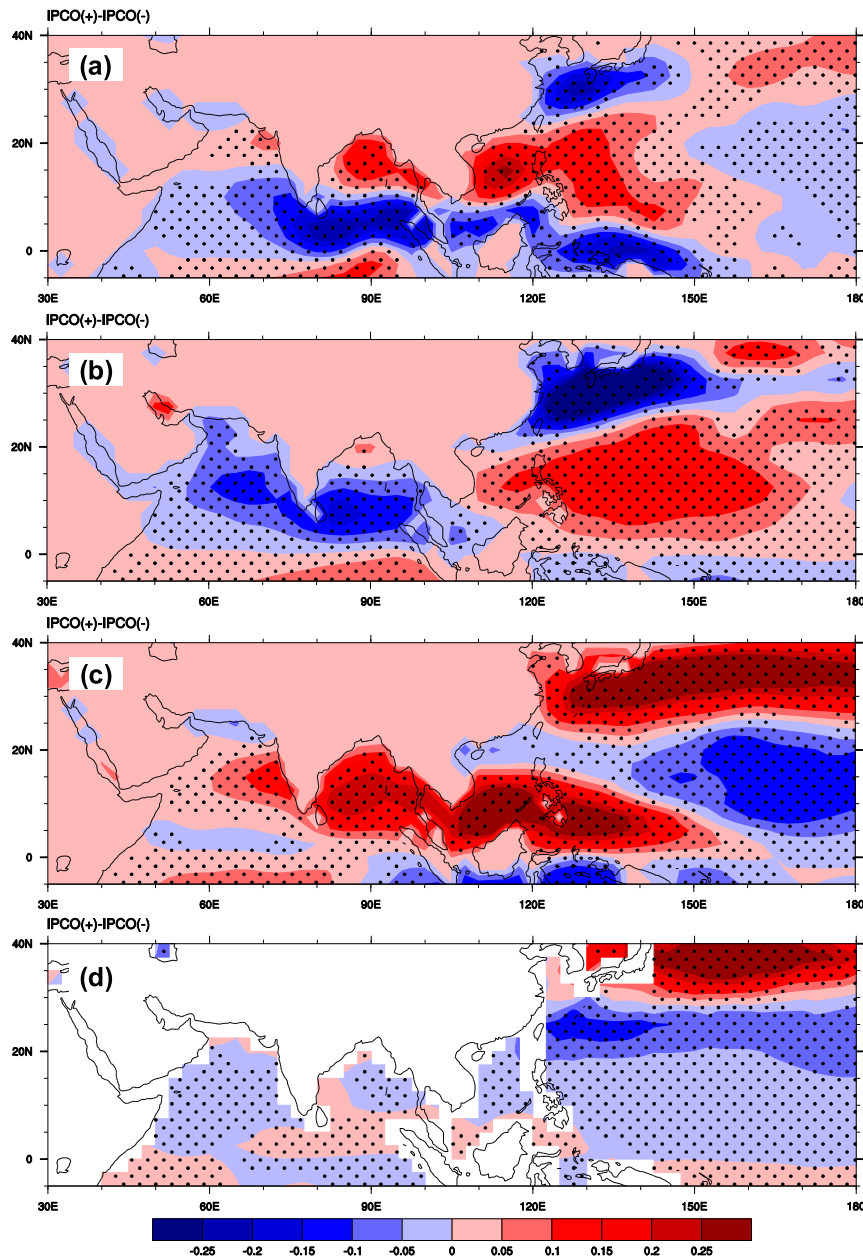 IPCO(+)-IPCO(-)
40N
(a)
20N
0
30E 60E 90E 120E 150E 180
IPCO(+)-IPCO(-)
40N
(b)
20N
0
30E 60E 90E 120E 150E 180
IPCO(+)-IPCO(-)
40N
(c)
20N
0
30E 60E 90E 120E 150E 180
IPCO(+)-IPCO(-)
40N
(d)
20N
0
30E 60E 90E 120E 150E 180
-0.25 -0.2 -0.15 -0.1 -0.05 0 0.05 0.1 0.15 0.2 0.25